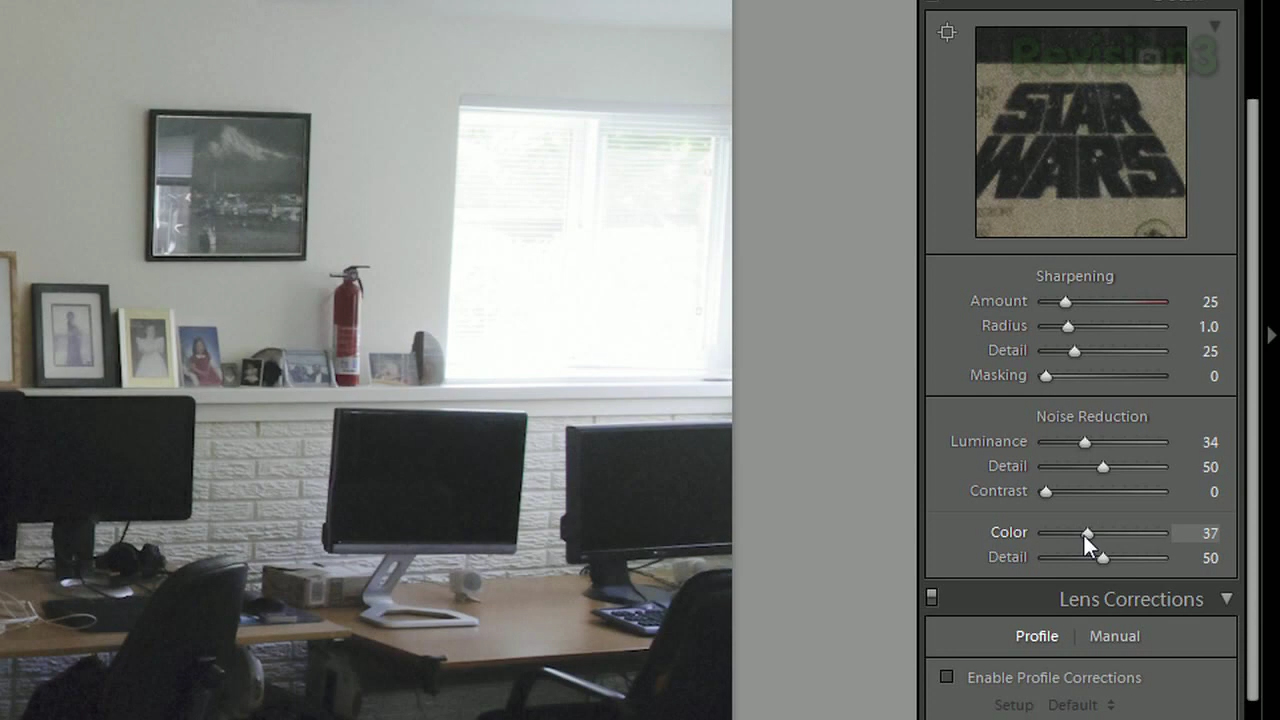 Revision3
STAR
WARS
Sharpening
Amount 25
Radius 1.0
Detail 25
Masking 0
Noise Reduction
Luminance 34
Detail 50
Contrast 0
Color 37
Detail 50
Lens Corrections
Profile | Manual
Enable Profile Corrections
Setup Default